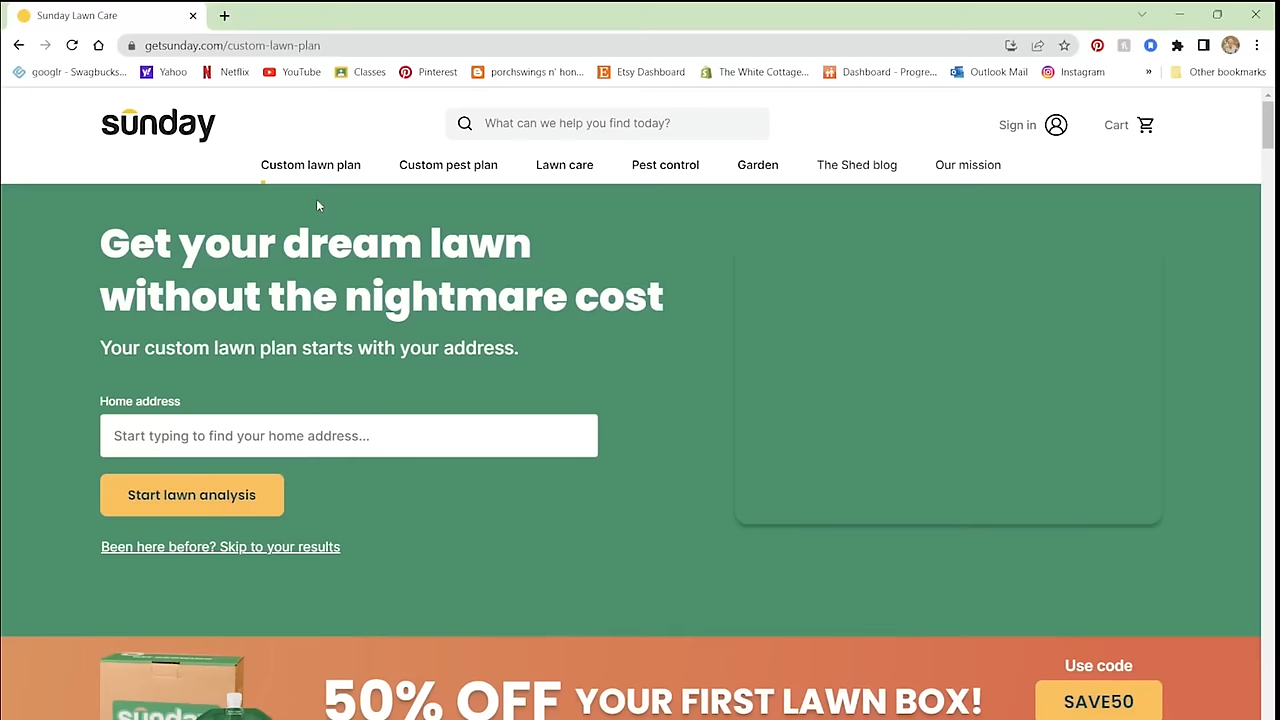 Sunday Lawn Care
getsunday.com/custom-lawn-plan
googlr - Swagbucks...
Yahoo
Netflix
YouTube
Classes
Pinterest
porchswings n' hon...
Etsy Dashboard
The White Cottage...
Dashboard - Progre...
Outlook Mail
Instagram
»
Other bookmarks
sunday
What can we help you find today?
Sign in
Cart
Custom lawn plan
Custom pest plan
Lawn care
Pest control
Garden
The Shed blog
Our mission
Get your dream lawn
without the nightmare cost
Your custom lawn plan starts with your address.
Home address
Start typing to find your home address...
Start lawn analysis
Been here before? Skip to your results
50% OFF YOUR FIRST LAWN BOX!
Use code
SAVE50